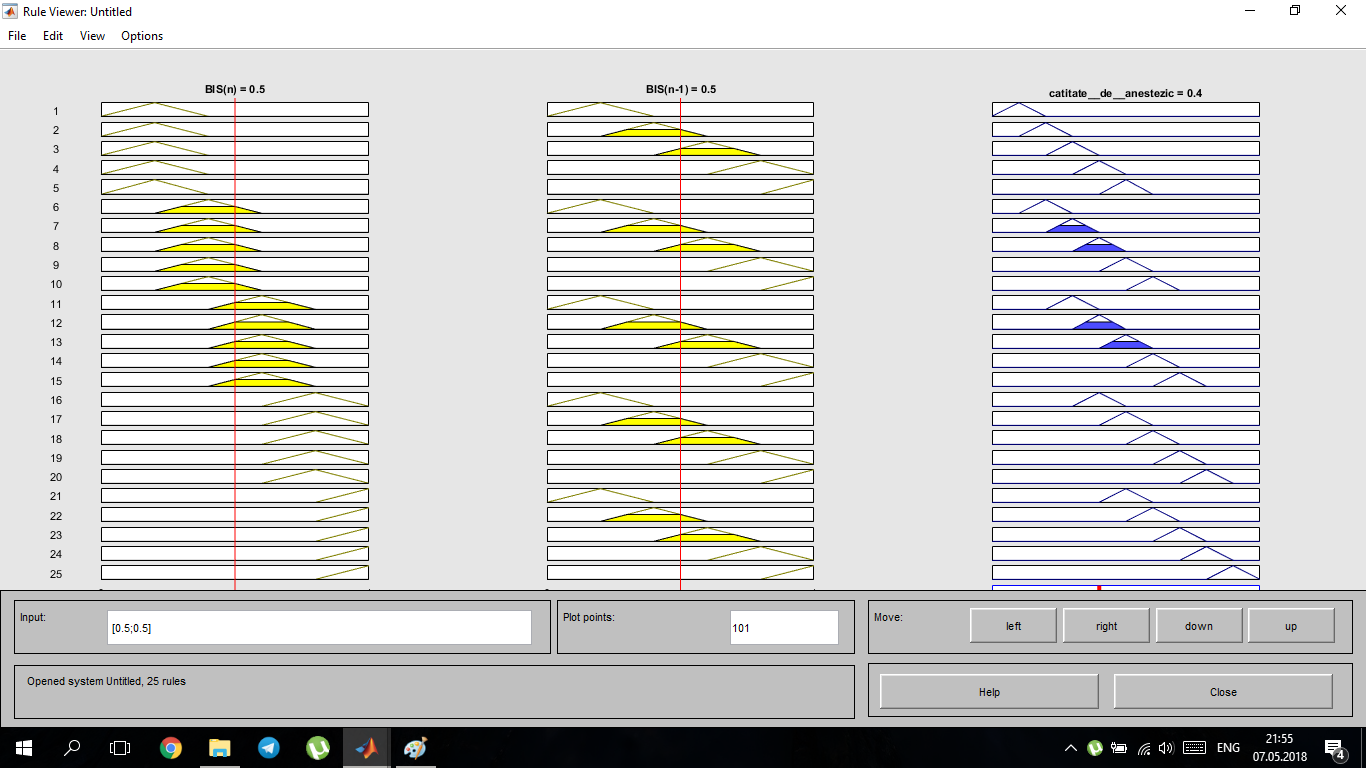 Rule Viewer: Untitled
File Edit View Options
BIS(n) = 0.5
BIS(n-1) = 0.5
catitate__de__anestezic = 0.4
1
2
3
4
5
6
7
8
9
10
11
12
13
14
15
16
17
18
19
20
21
22
23
24
25
Input:
[0.5;0.5]
Plot points:
101
Move:
left
right
down
up
Opened system Untitled, 25 rules
Help
Close
ENG
21:55
07.05.2018
4